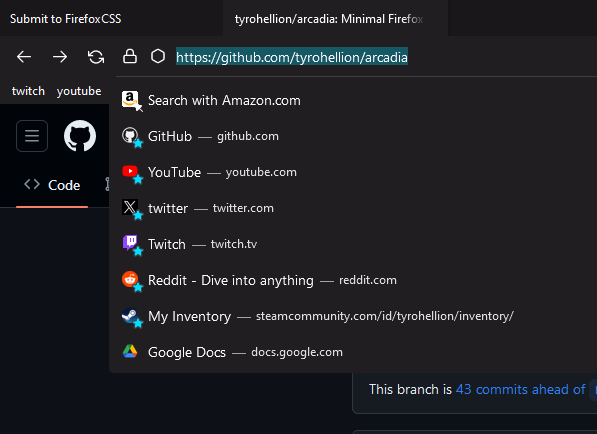 Submit to FirefoxCSS
tyrohellion/arcadia: Minimal Firefox
https://github.com/tyrohellion/arcadia
twitch youtube
Search with Amazon.com
GitHub — github.com
YouTube — youtube.com
Code
twitter — twitter.com
Twitch — twitch.tv
Reddit - Dive into anything — reddit.com
My Inventory — steamcommunity.com/id/tyrohellion/inventory/
Google Docs — docs.google.com
This branch is 43 commits ahead of